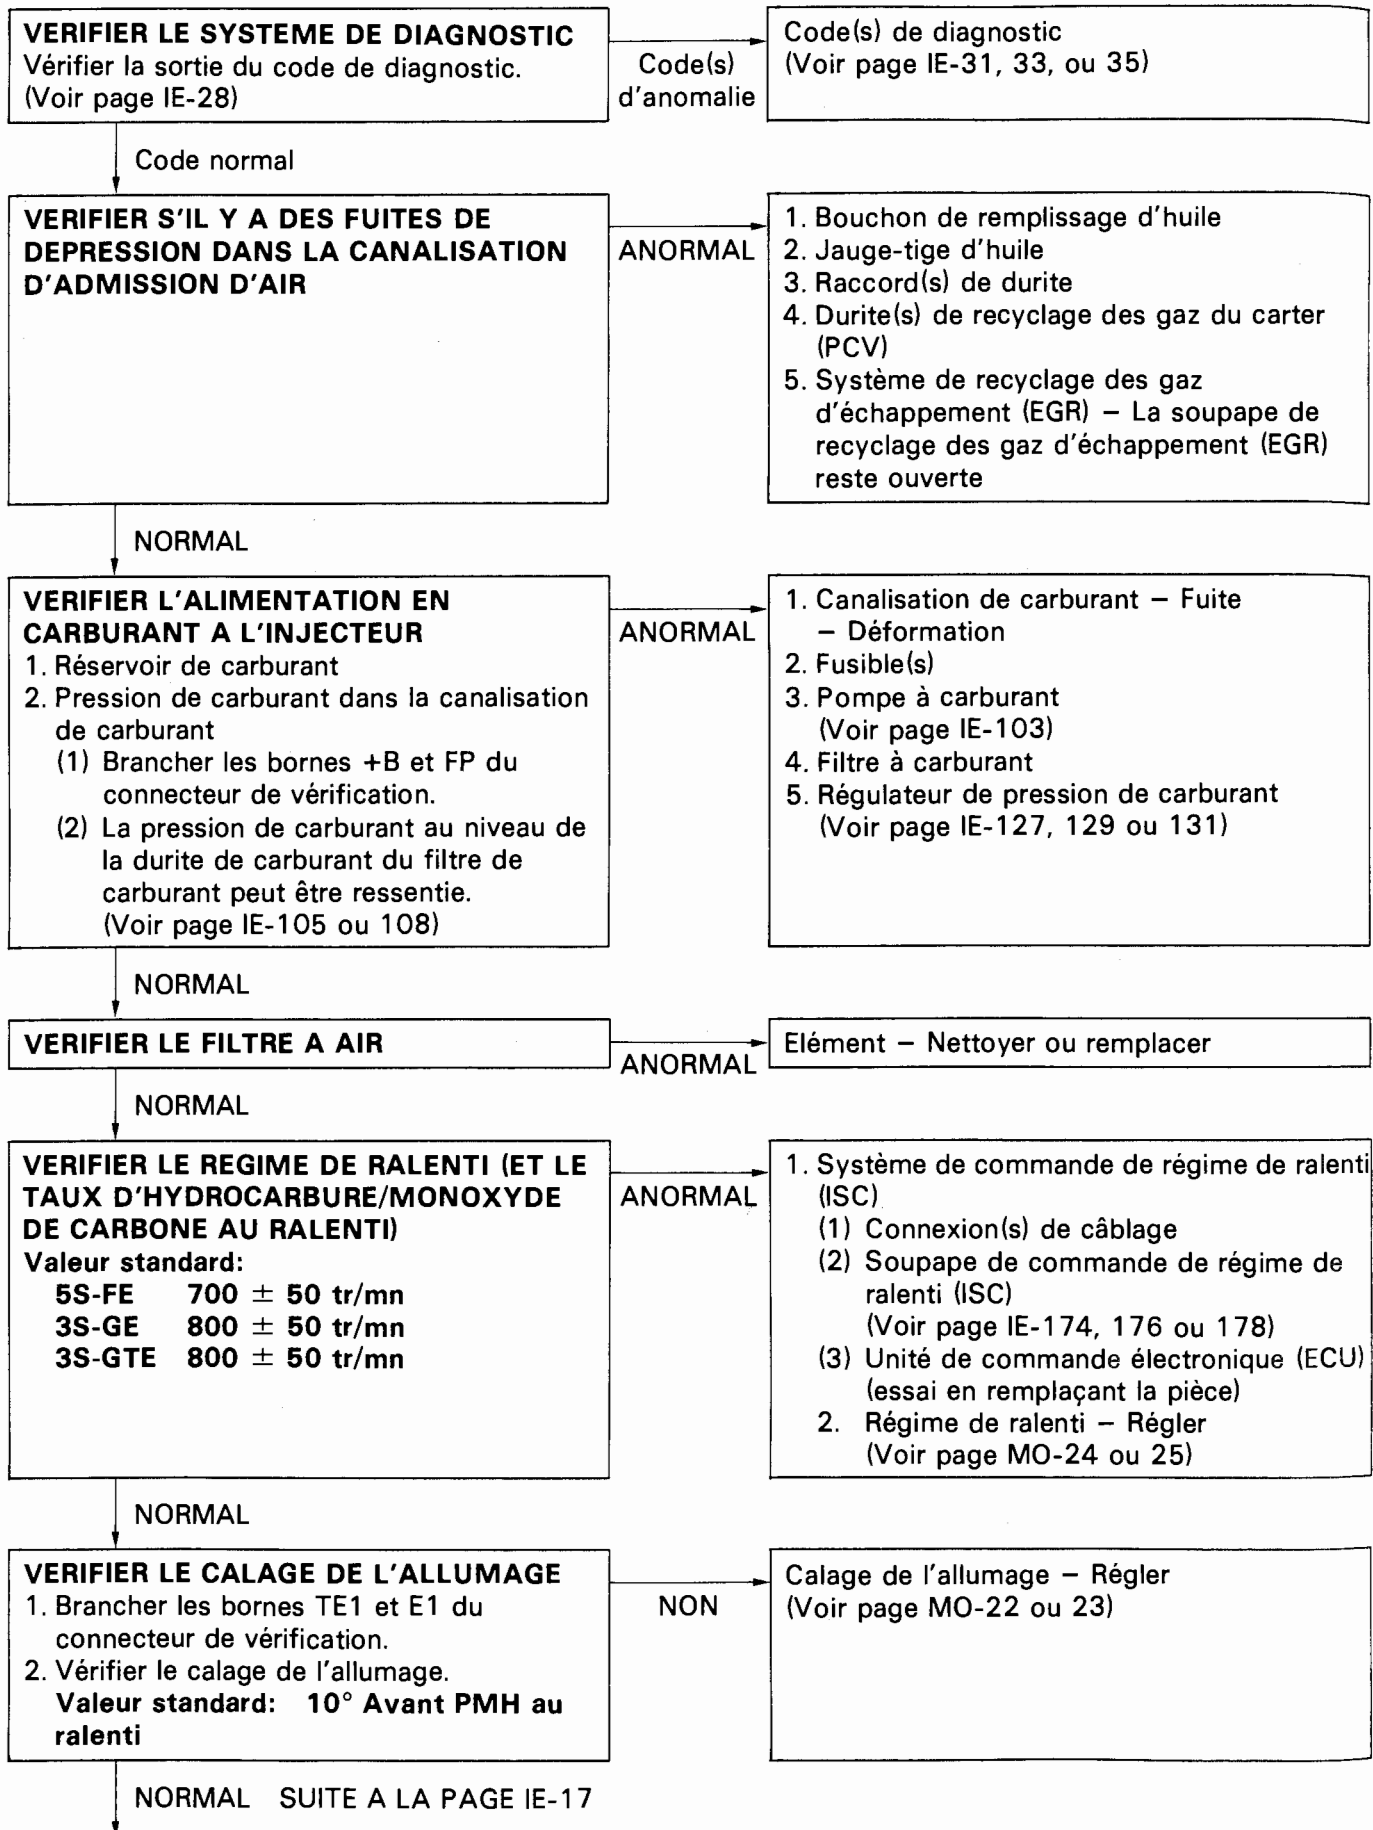 VERIFIER LE SYSTEME DE DIAGNOSTIC
Vérifier la sortie du code de diagnostic.
(Voir page IE-28)
Code(s)
d'anomalie
Code(s) de diagnostic
(Voir page IE-31, 33, ou 35)
Code normal
VERIFIER S'IL Y A DES FUITES DE
DEPRESSION DANS LA CANALISATION
D'ADMISSION D'AIR
ANORMAL
1. Bouchon de remplissage d'huile
2. Jauge-tige d'huile
3. Raccord(s) de durite
4. Durite(s) de recyclage des gaz du carter
(PCV)
5. Système de recyclage des gaz
d'échappement (EGR) — La soupape de
recyclage des gaz d'échappement (EGR)
reste ouverte
NORMAL
VERIFIER L'ALIMENTATION EN
CARBURANT A L'INJECTEUR
1. Réservoir de carburant
2. Pression de carburant dans la canalisation
de carburant
(1) Brancher les bornes +B et FP du
connecteur de vérification.
(2) La pression de carburant au niveau de
la durite de carburant du filtre de
carburant peut être ressentie.
(Voir page IE-105 ou 108)
ANORMAL
1. Canalisation de carburant — Fuite
— Déformation
2. Fusible(s)
3. Pompe à carburant
(Voir page IE-103)
4. Filtre à carburant
5. Régulateur de pression de carburant
(Voir page IE-127, 129 ou 131)
NORMAL
VERIFIER LE FILTRE A AIR
ANORMAL
Elément — Nettoyer ou remplacer
NORMAL
VERIFIER LE REGIME DE RALENTI (ET LE
TAUX D'HYDROCARBURE/MONOXYDE
DE CARBONE AU RALENTI)
Valeur standard:
5S-FE 700 ± 50 tr/mn
3S-GE 800 ± 50 tr/mn
3S-GTE 800 ± 50 tr/mn
ANORMAL
1. Système de commande de régime de ralenti
(ISC)
(1) Connexion(s) de câblage
(2) Soupape de commande de régime de
ralenti (ISC)
(Voir page IE-174, 176 ou 178)
(3) Unité de commande électronique (ECU)
(essai en remplaçant la pièce)
2. Régime de ralenti — Régler
(Voir page MO-24 ou 25)
NORMAL
VERIFIER LE CALAGE DE L'ALLUMAGE
1. Brancher les bornes TE1 et E1 du
connecteur de vérification.
2. Vérifier le calage de l'allumage.
Valeur standard: 10° Avant PMH au
ralenti
NON
Calage de l'allumage — Régler
(Voir page MO-22 ou 23)
NORMAL SUITE A LA PAGE IE-17